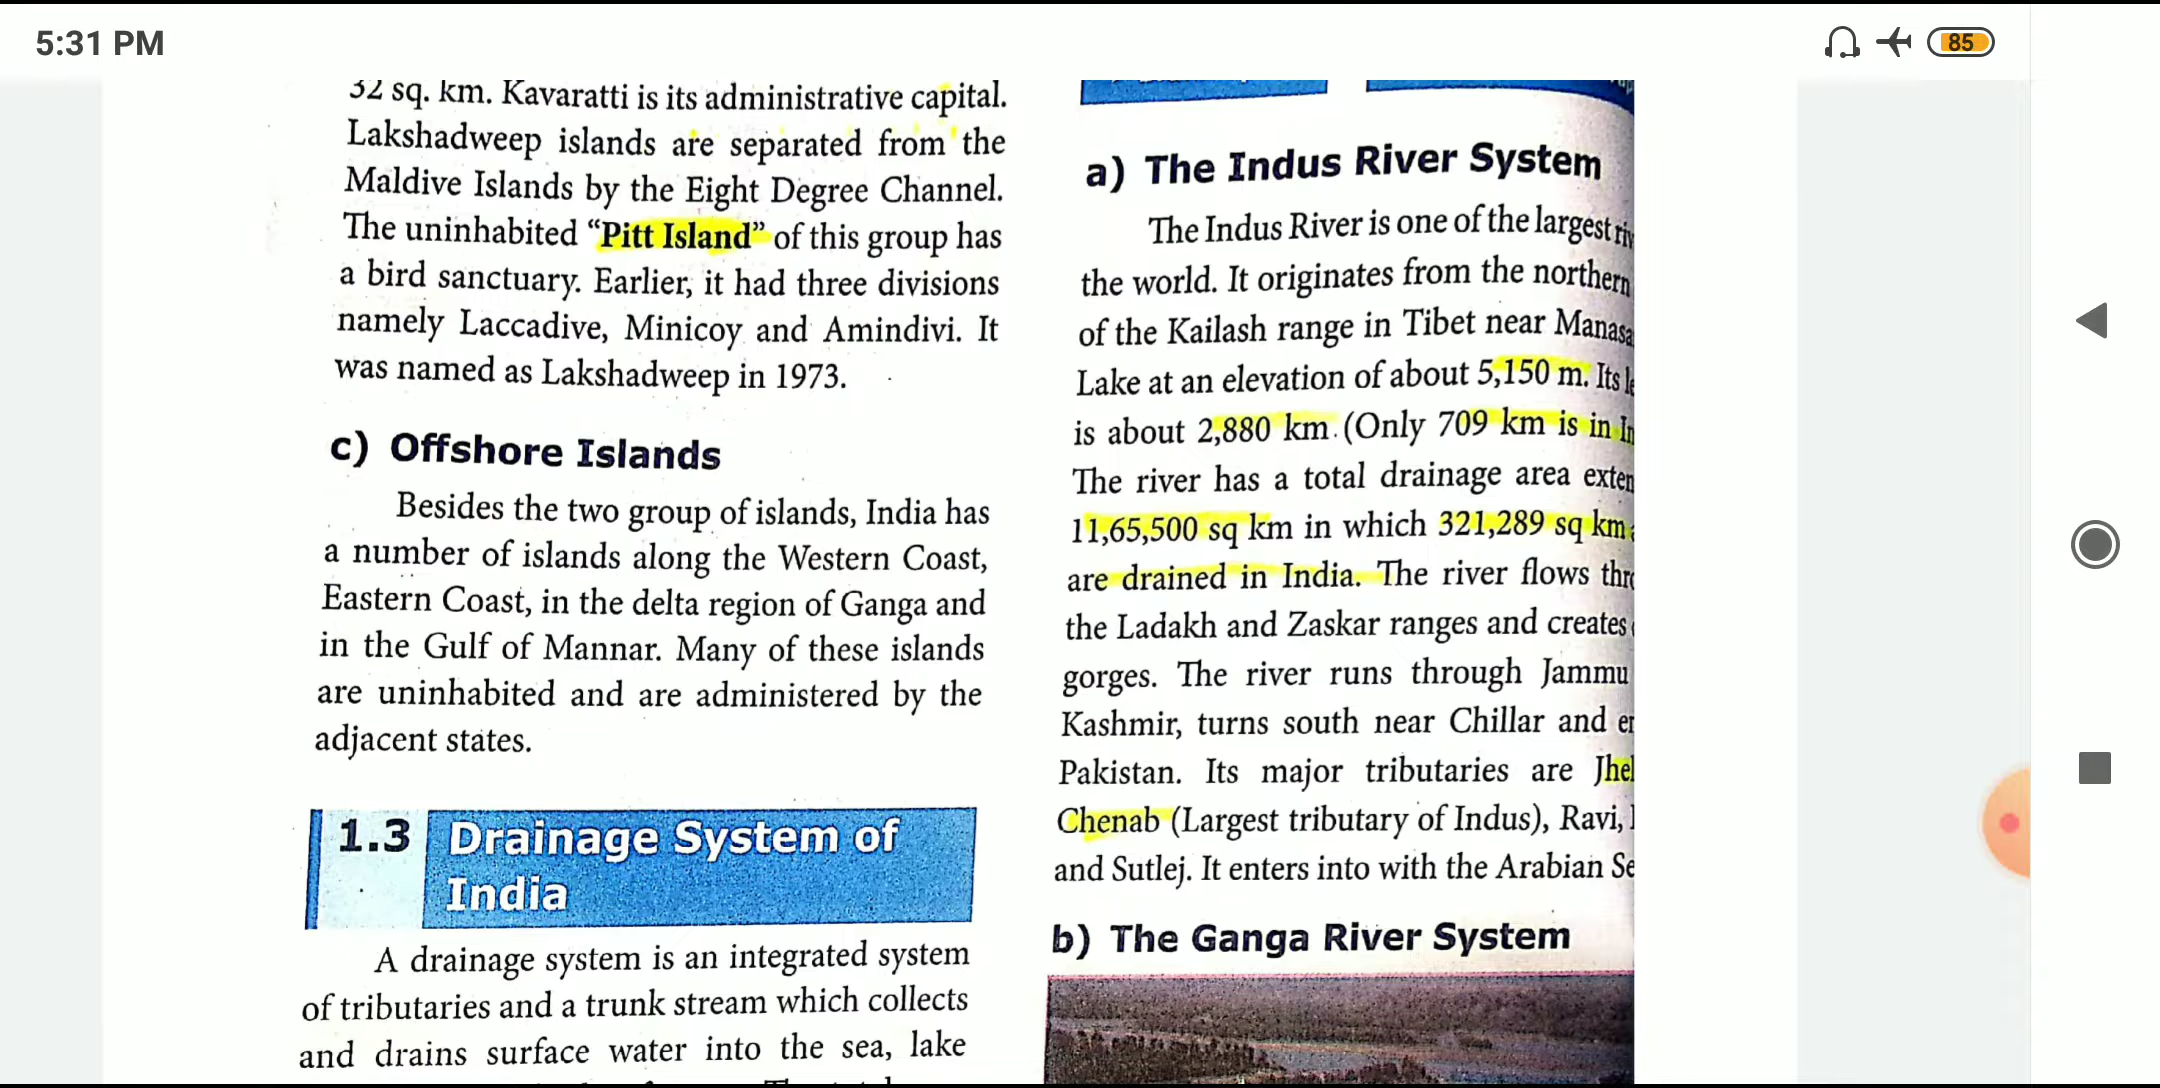 5:31 PM
85
32 sq. km. Kavaratti is its administrative capital.
Lakshadweep islands are separated from the
Maldive Islands by the Eight Degree Channel.
The uninhabited “Pitt Island” of this group has
a bird sanctuary. Earlier, it had three divisions
namely Laccadive, Minicoy and Amindivi. It
was named as Lakshadweep in 1973.
c) Offshore Islands
Besides the two group of islands, India has
a number of islands along the Western Coast,
Eastern Coast, in the delta region of Ganga and
in the Gulf of Mannar. Many of these islands
are uninhabited and are administered by the
adjacent states.
1.3 Drainage System of
India
A drainage system is an integrated system
of tributaries and a trunk stream which collects
and drains surface water into the sea, lake
a) The Indus River System
The Indus River is one of the largest
the world. It originates from the northern
of the Kailash range in Tibet near
Lake at an elevation of about 5,150 m. Its
is about 2,880 km. (Only 709 km is in
The river has a total drainage area
11,65,500 sq km in which 321,289 sq km
are drained in India. The river flows
the Ladakh and Zaskar ranges and creates
gorges. The river runs through Jammu
Kashmir, turns south near Chillar and
Pakistan. Its major tributaries are
Chenab (Largest tributary of Indus), Ravi,
and Sutlej. It enters into with the Arabian
b) The Ganga River System